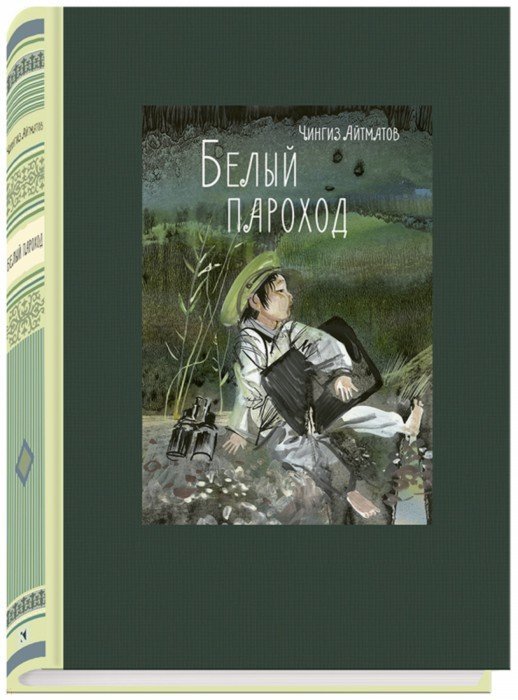 Чингиз Айтматов
Белый
пароход
Чингиз Айтматов
Белый пароход